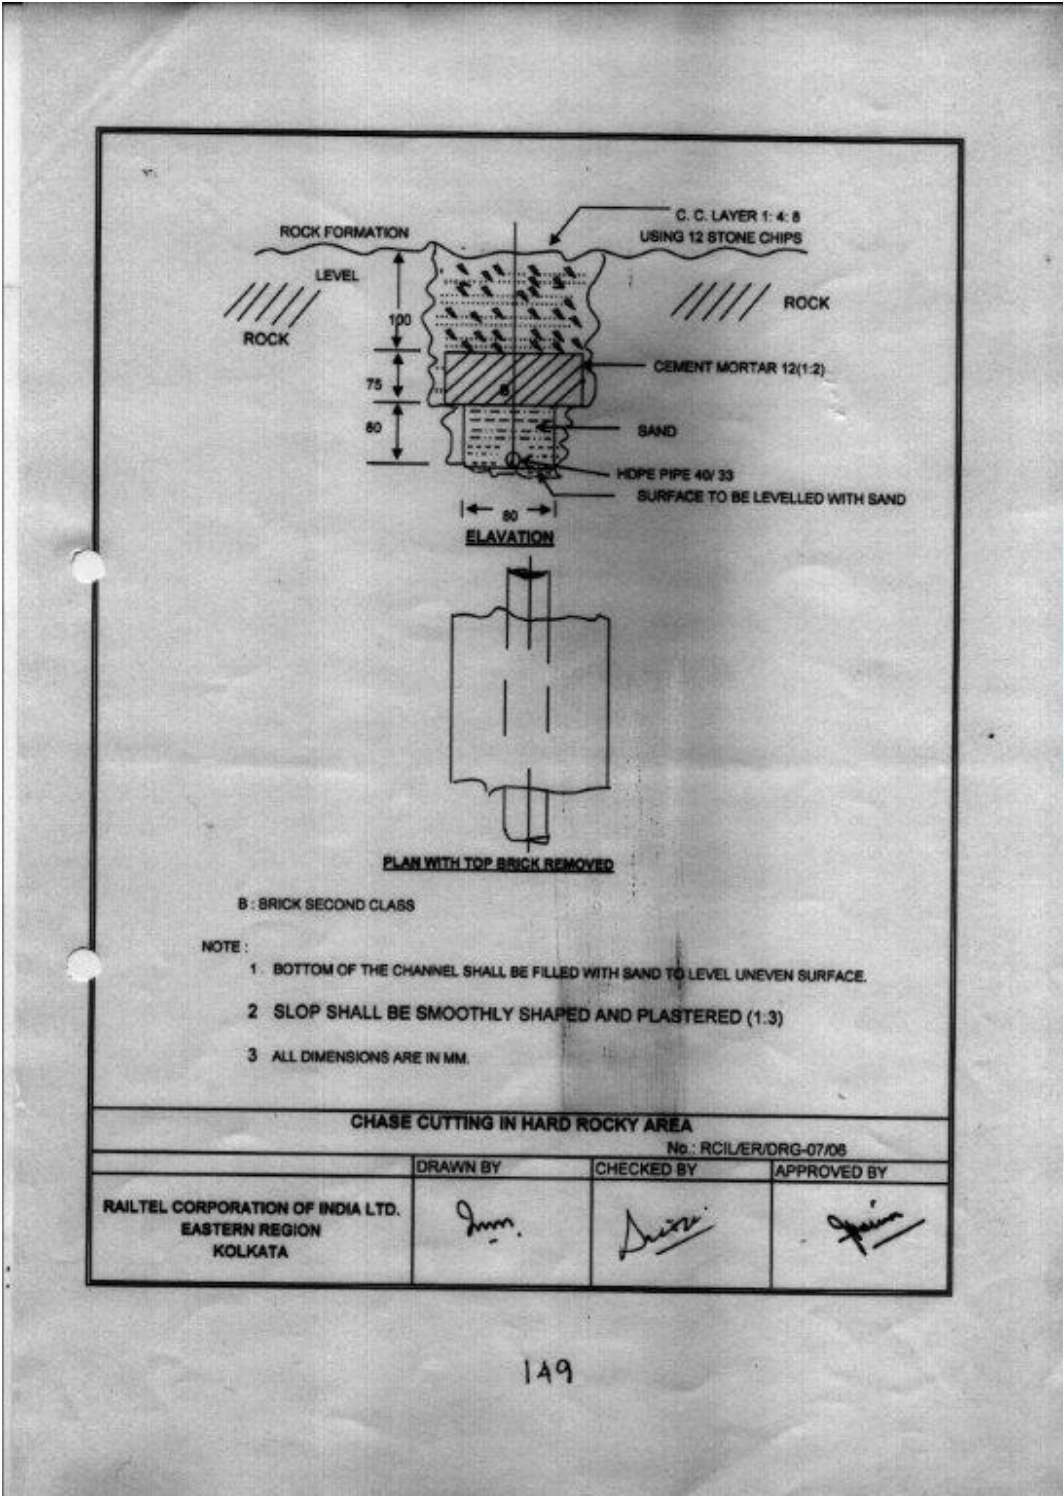 C. C. LAYER 1: 4: 8
USING 12 STONE CHIPS
ROCK FORMATION
LEVEL
ROCK
ROCK
100
CEMENT MORTAR 12(1:2)
75
B
80
SAND
HDPE PIPE 40/ 33
SURFACE TO BE LEVELLED WITH SAND
80
ELAVATION
PLAN WITH TOP BRICK REMOVED
B : BRICK SECOND CLASS
NOTE :
1 . BOTTOM OF THE CHANNEL SHALL BE FILLED WITH SAND TO LEVEL UNEVEN SURFACE.
2 SLOP SHALL BE SMOOTHLY SHAPED AND PLASTERED (1:3)
3 ALL DIMENSIONS ARE IN MM.
CHASE CUTTING IN HARD ROCKY AREA
No.: RCIL/ER/DRG-07/06
DRAWN BY
CHECKED BY
APPROVED BY
RAILTEL CORPORATION OF INDIA LTD.
EASTERN REGION
KOLKATA
149